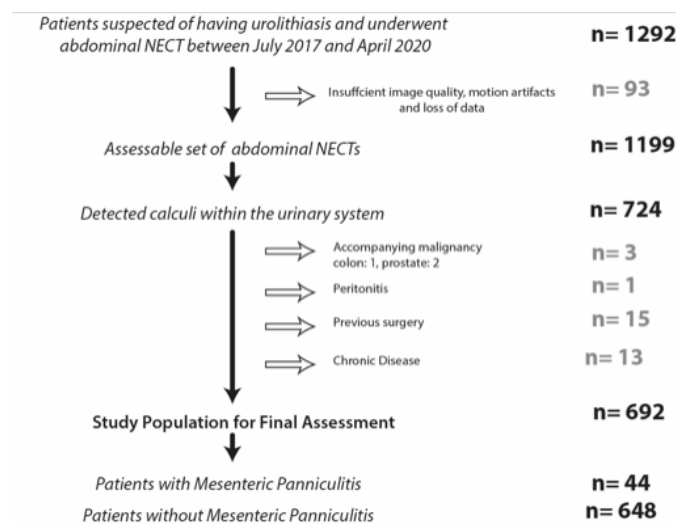 Patients suspected of having urolithiasis and underwent
abdominal NECT between July 2017 and April 2020
n= 1292
Insuffcient image quality, motion artifacts
and loss of data
n= 93
Assessable set of abdominal NECTs
n= 1199
Detected calculi within the urinary system
n= 724
Accompanying malignancy
colon: 1, prostate: 2
n= 3
Peritonitis
n= 1
Previous surgery
n= 15
Chronic Disease
n= 13
Study Population for Final Assessment
n= 692
Patients with Mesenteric Panniculitis
n= 44
Patients without Mesenteric Panniculitis
n= 648